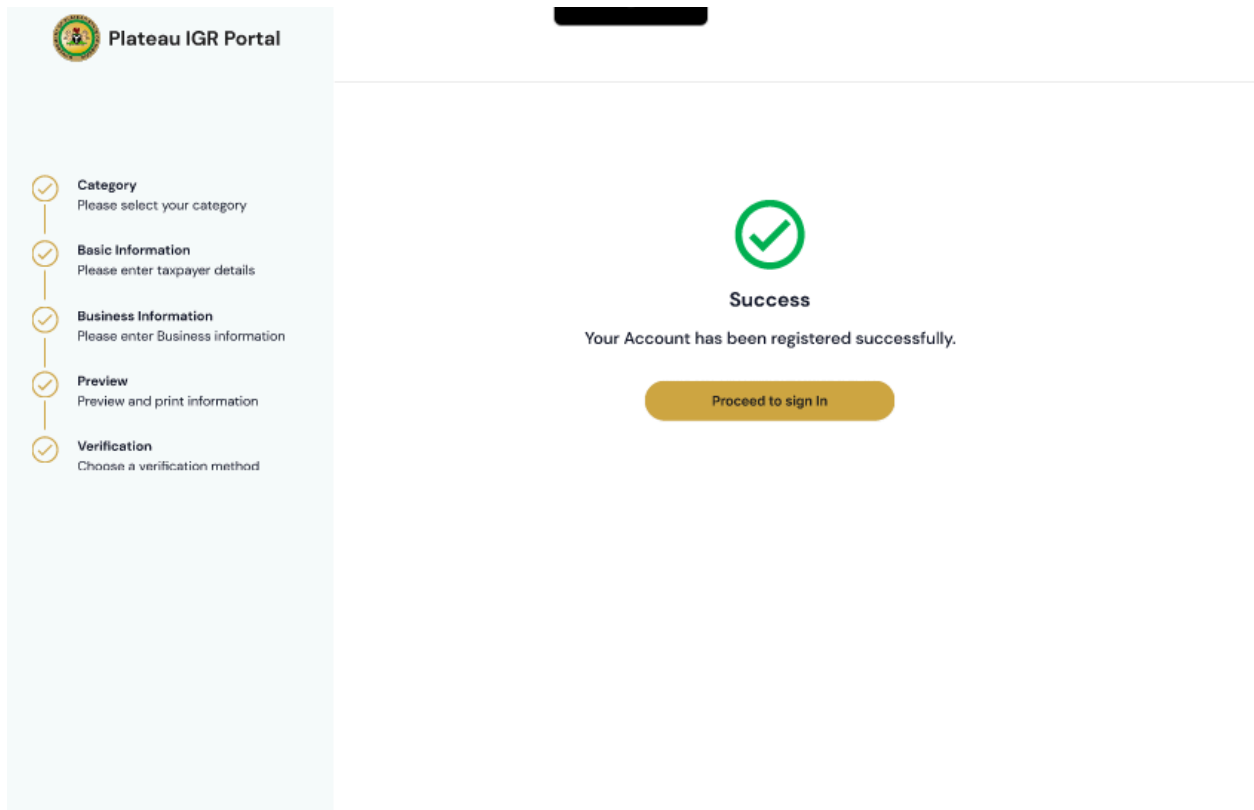 Plateau IGR Portal
Category
Please select your category
Basic Information
Please enter taxpayer details
Business Information
Please enter Business information
Preview
Preview and print information
Verification
Choose a verification method
Success
Your Account has been registered successfully.
Proceed to sign In